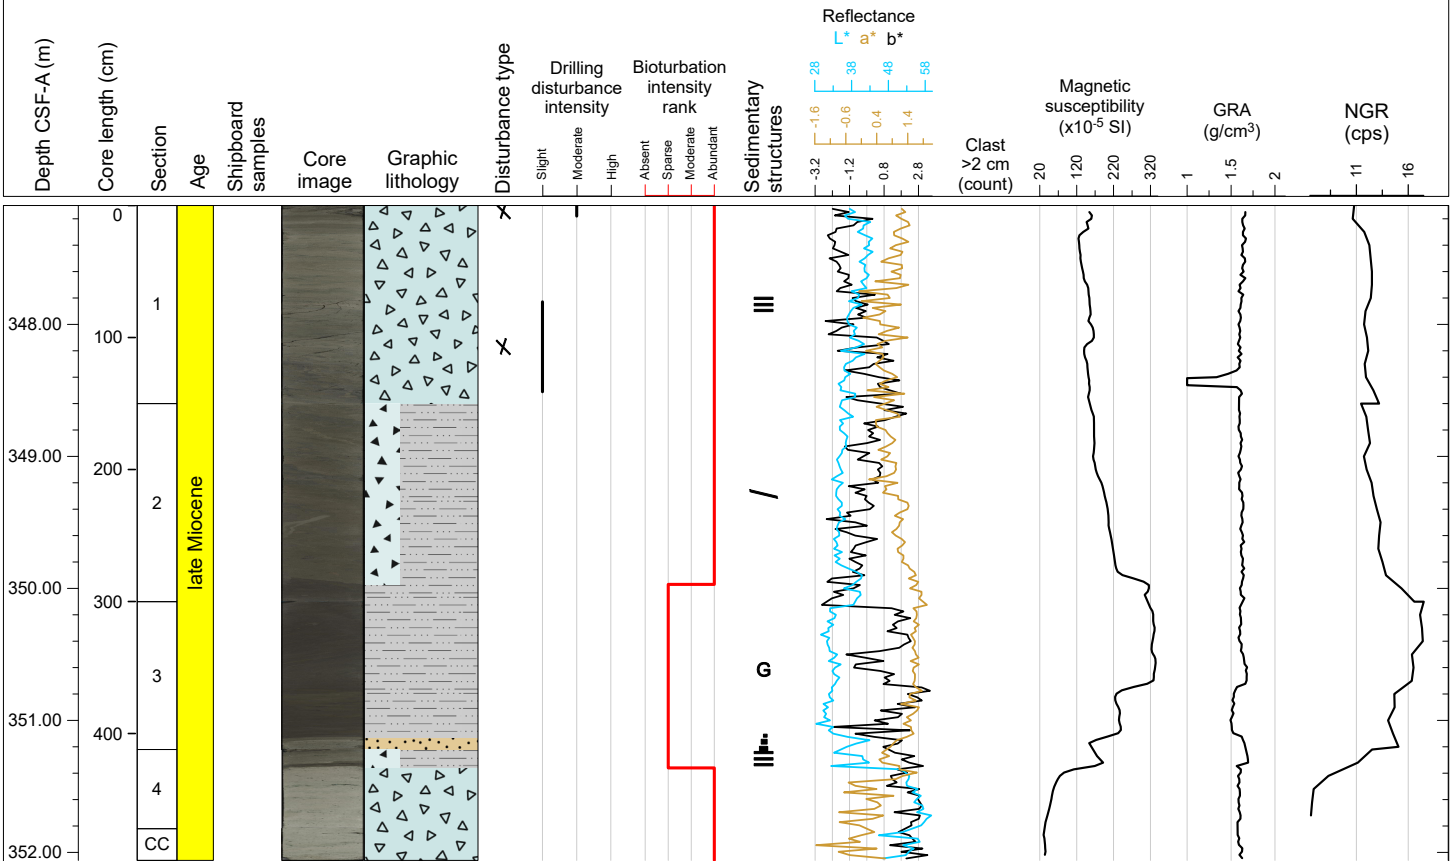 Depth CSF-A (m)
Core length (cm)
Section
Age
Shipboard
samples
Core
image
Graphic
lithology
Disturbance type
Drilling
disturbance
intensity
Slight
Moderate
High
Bioturbation
intensity
rank
Absent
Sparse
Moderate
Abundant
Sedimentary
structures
Reflectance
L* a* b*
28 38 48 58
-1.6 -0.6 0.4 1.4
-3.2 -1.2 0.8 2.8
Clast
>2 cm
(count)
Magnetic
susceptibility
(x10-5 SI)
20 120 220 320
GRA
(g/cm3)
1 1.5 2
NGR
(cps)
11 16
0
1
348.00
100
349.00
200
2
late Miocene
350.00
300
3
G
351.00
400
4
CC
352.00